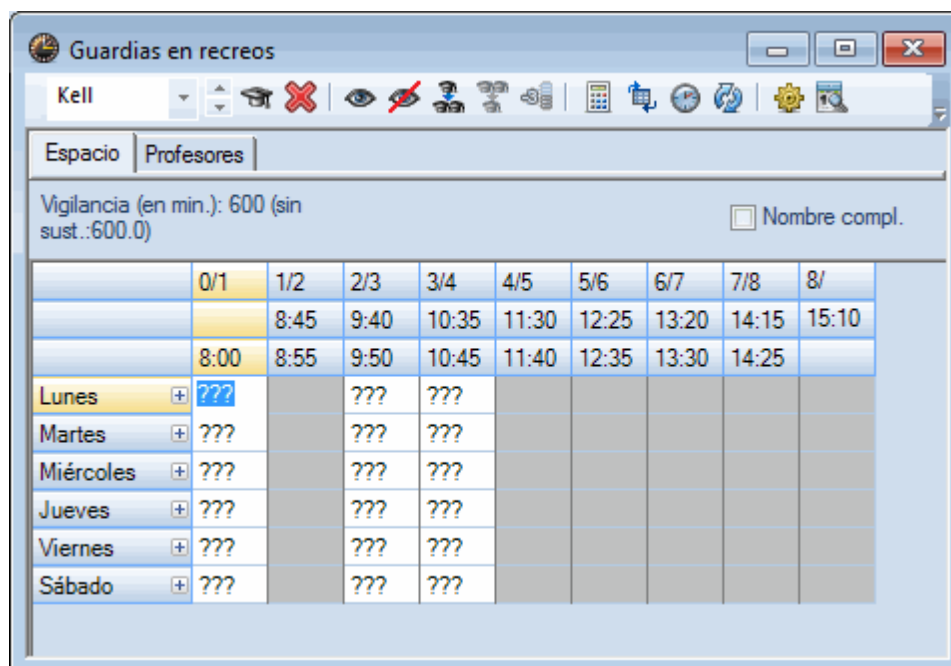 Guardias en recreos
Kell
Espacio Profesores
Vigilancia (en min.): 600 (sin
sust.:600.0)
Nombre compl.
0/1 1/2 2/3 3/4 4/5 5/6 6/7 7/8 8/
8:45 9:40 10:35 11:30 12:25 13:20 14:15 15:10
8:00 8:55 9:50 10:45 11:40 12:35 13:30 14:25
Lunes ??? ??? ???
Martes ??? ??? ???
Miércoles ??? ??? ???
Jueves ??? ??? ???
Viernes ??? ??? ???
Sábado ??? ??? ???